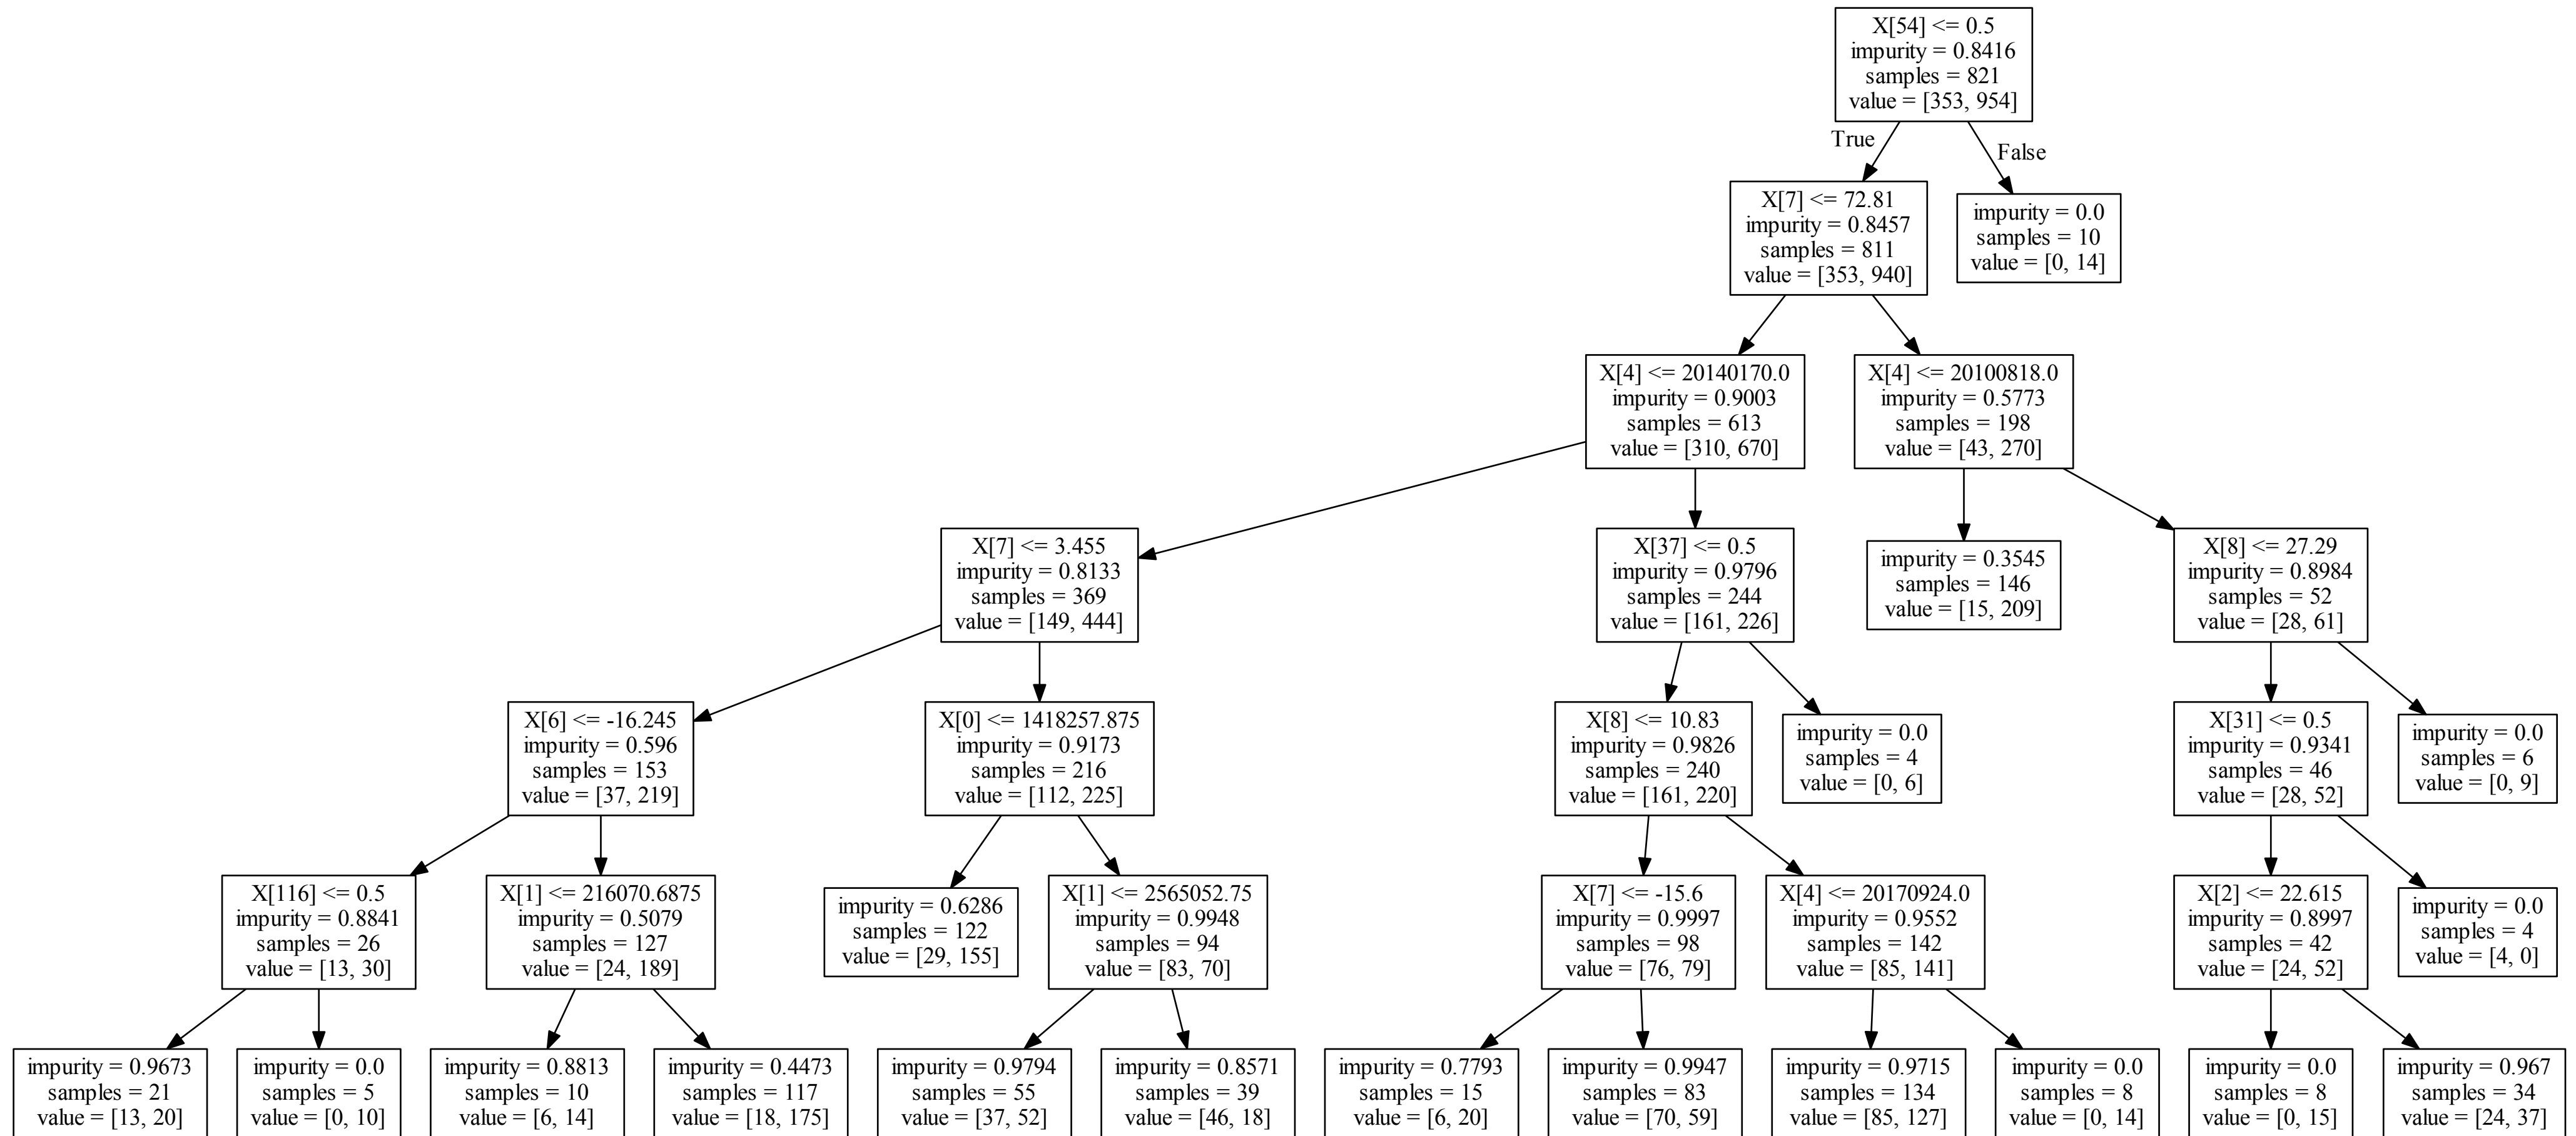 X[54] <= 0.5
impurity = 0.8416
samples = 821
value = [353, 954]
True
False
X[7] <= 72.81
impurity = 0.8457
samples = 811
value = [353, 940]
impurity = 0.0
samples = 10
value = [0, 14]
X[4] <= 20140170.0
impurity = 0.9003
samples = 613
value = [310, 670]
X[4] <= 20100818.0
impurity = 0.5773
samples = 198
value = [43, 270]
X[7] <= 3.455
impurity = 0.8133
samples = 369
value = [149, 444]
X[37] <= 0.5
impurity = 0.9796
samples = 244
value = [161, 226]
impurity = 0.3545
samples = 146
value = [15, 209]
X[8] <= 27.29
impurity = 0.8984
samples = 52
value = [28, 61]
X[6] <= -16.245
impurity = 0.596
samples = 153
value = [37, 219]
X[0] <= 1418257.875
impurity = 0.9173
samples = 216
value = [112, 225]
X[8] <= 10.83
impurity = 0.9826
samples = 240
value = [161, 220]
impurity = 0.0
samples = 4
value = [0, 6]
X[31] <= 0.5
impurity = 0.9341
samples = 46
value = [28, 52]
impurity = 0.0
samples = 6
value = [0, 9]
X[116] <= 0.5
impurity = 0.8841
samples = 26
value = [13, 30]
X[1] <= 216070.6875
impurity = 0.5079
samples = 127
value = [24, 189]
impurity = 0.6286
samples = 122
value = [29, 155]
X[1] <= 2565052.75
impurity = 0.9948
samples = 94
value = [83, 70]
X[7] <= -15.6
impurity = 0.9997
samples = 98
value = [76, 79]
X[4] <= 20170924.0
impurity = 0.9552
samples = 142
value = [85, 141]
X[2] <= 22.615
impurity = 0.8997
samples = 42
value = [24, 52]
impurity = 0.0
samples = 4
value = [4, 0]
impurity = 0.9673
samples = 21
value = [13, 20]
impurity = 0.0
samples = 5
value = [0, 10]
impurity = 0.8813
samples = 10
value = [6, 14]
impurity = 0.4473
samples = 117
value = [18, 175]
impurity = 0.9794
samples = 55
value = [37, 52]
impurity = 0.8571
samples = 39
value = [46, 18]
impurity = 0.7793
samples = 15
value = [6, 20]
impurity = 0.9947
samples = 83
value = [70, 59]
impurity = 0.9715
samples = 134
value = [85, 127]
impurity = 0.0
samples = 8
value = [0, 14]
impurity = 0.0
samples = 8
value = [0, 15]
impurity = 0.967
samples = 34
value = [24, 37]